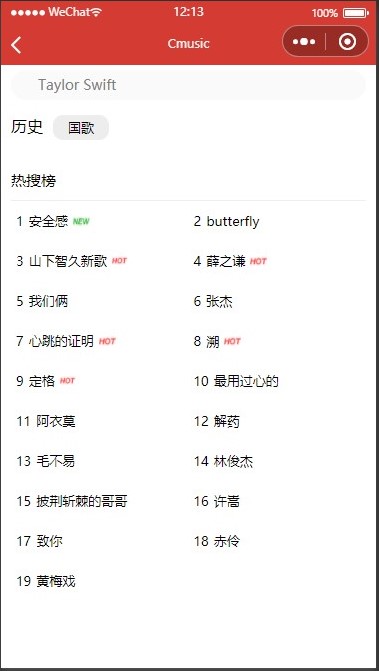 ●●●●● WeChat 12:13 100%
Cmusic
Taylor Swift
历史 国歌
热搜榜
1 安全感 NEW 2 butterfly
3 山下智久新歌 HOT 4 薛之谦 HOT
5 我们俩 6 张杰
7 心跳的证明 HOT 8 溯 HOT
9 定格 HOT 10 最用过心的
11 阿衣莫 12 解药
13 毛不易 14 林俊杰
15 披荆斩棘的哥哥 16 许嵩
17 致你 18 赤伶
19 黄梅戏